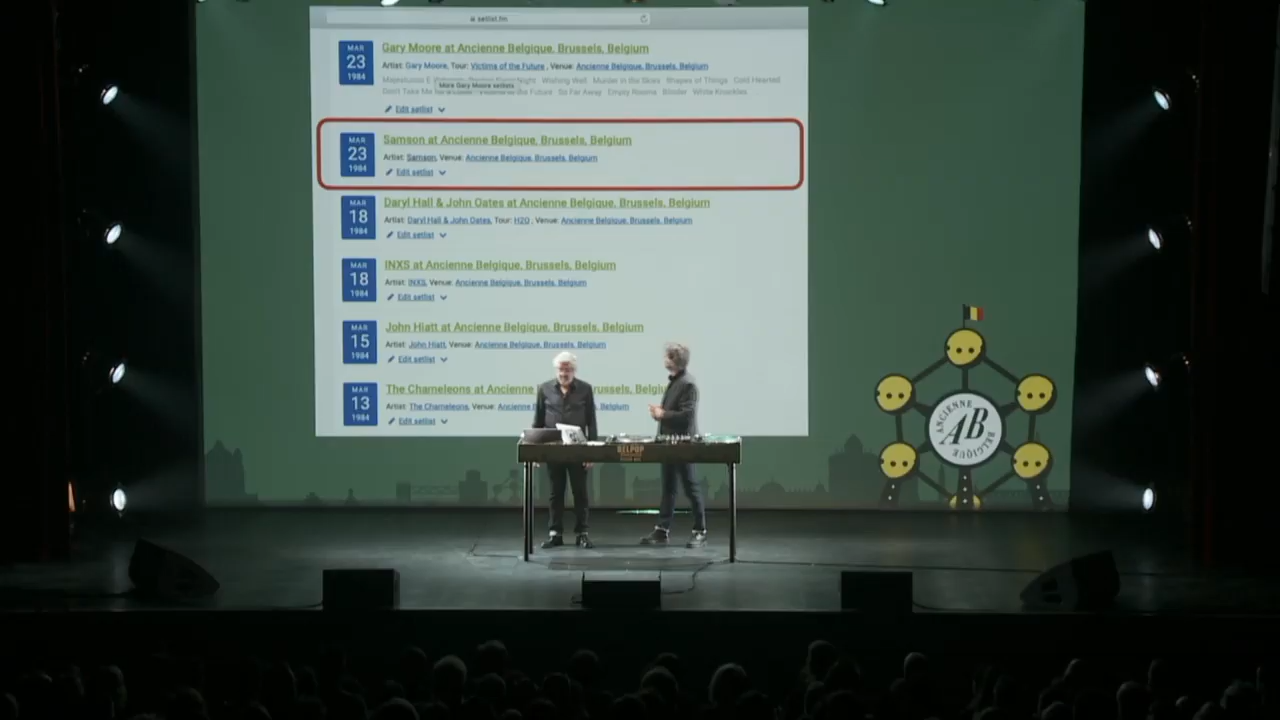 setlist.fm
MAR
23
1984
Gary Moore at Ancienne Belgique, Brussels, Belgium
Artist: Gary Moore, Tour: Victims of the Future , Venue: Ancienne Belgique, Brussels, Belgium
Night Wishing Well Murder in the Skies Shapes of Things Cold Hearted
Don't Take Me the Future So Far Away Empty Rooms Blinder White Knuckles
More Gary Moore setlists
Edit setlist
MAR
23
1984
Samson at Ancienne Belgique, Brussels, Belgium
Artist: Samson, Venue: Ancienne Belgique, Brussels, Belgium
Edit setlist
MAR
18
1984
Daryl Hall & John Oates at Ancienne Belgique, Brussels, Belgium
Artist: Daryl Hall & John Oates, Tour: H2O , Venue: Ancienne Belgique, Brussels, Belgium
Edit setlist
MAR
18
1984
INXS at Ancienne Belgique, Brussels, Belgium
Artist: INXS, Venue: Ancienne Belgique, Brussels, Belgium
Edit setlist
MAR
15
1984
John Hiatt at Ancienne Belgique, Brussels, Belgium
Artist: John Hiatt, Venue: Ancienne Belgique, Brussels, Belgium
Edit setlist
MAR
13
1984
The Chameleons at Ancienne russels, Belgiu
Artist: The Chameleons, Venue: Ancienne Belgium
Edit setlist
ANCIENNE
AB
BELGIQUE
BELPOP